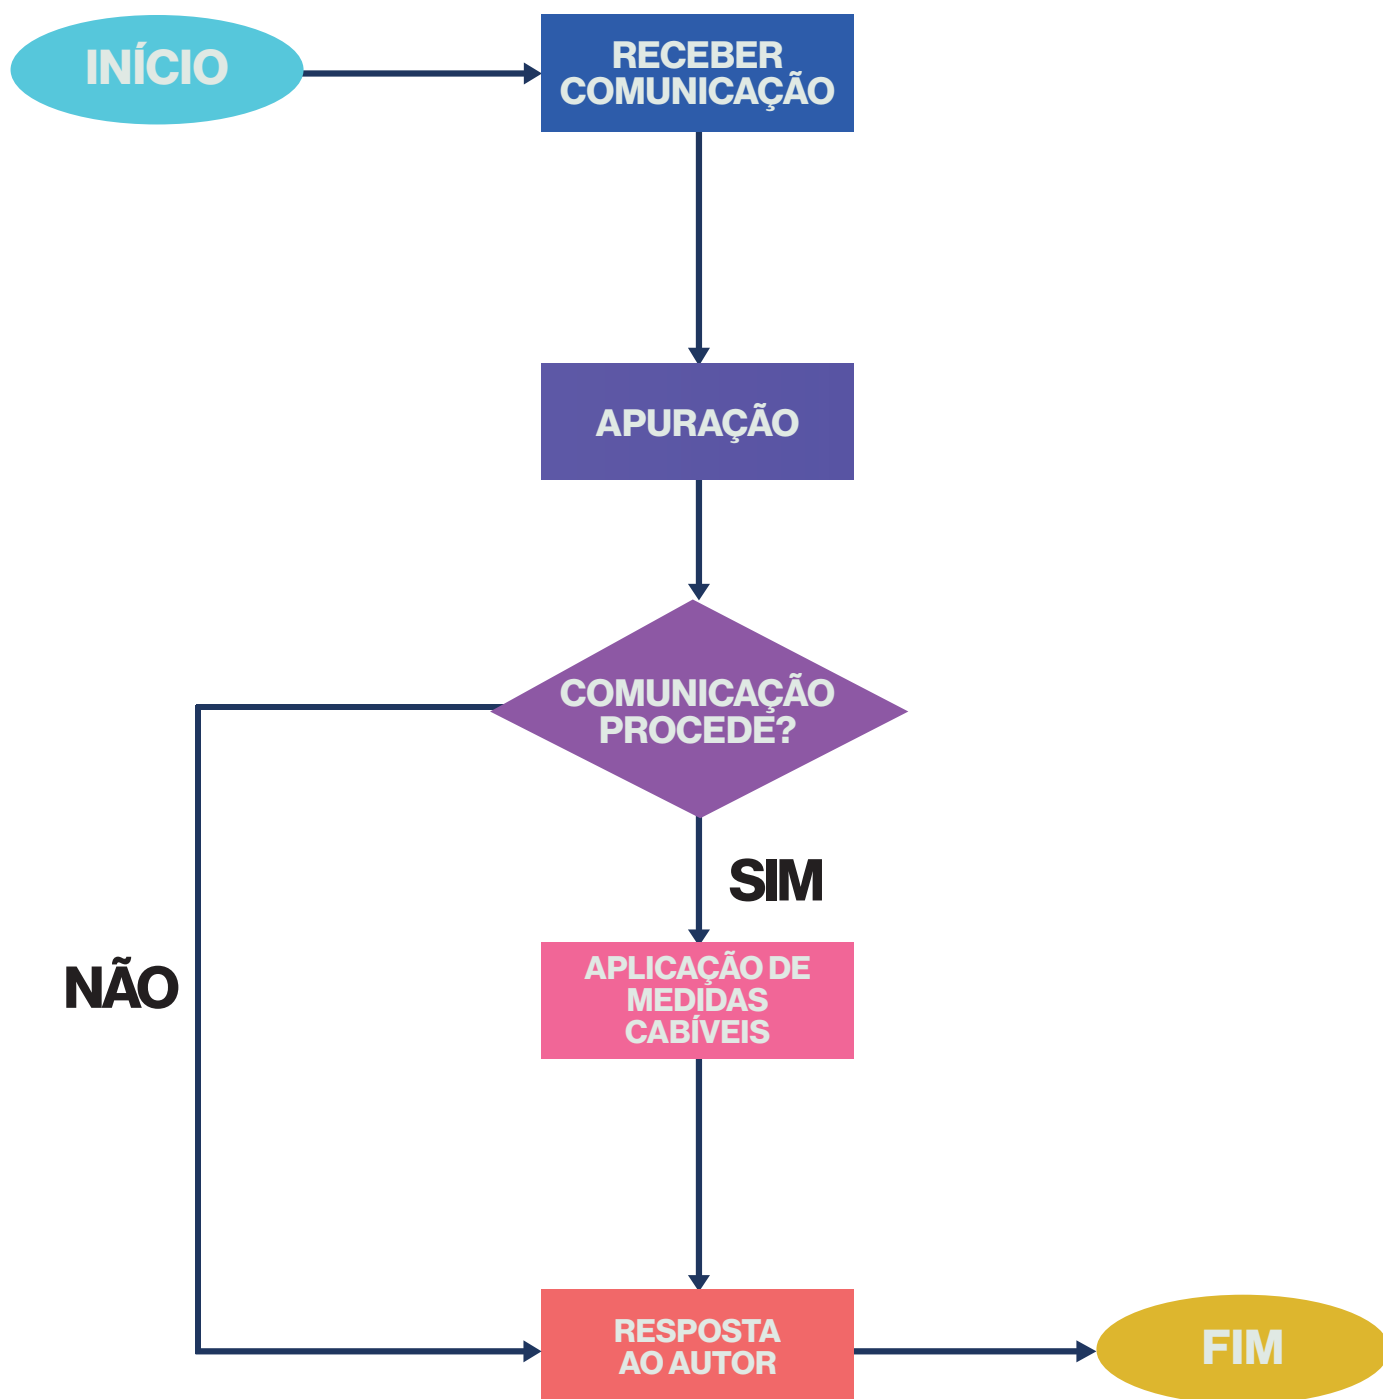 INÍCIO
RECEBER
COMUNICAÇÃO
APURAÇÃO
COMUNICAÇÃO
PROCEDE?
SIM
NÃO
APLICAÇÃO DE
MEDIDAS
CABÍVEIS
RESPOSTA
AO AUTOR
FIM